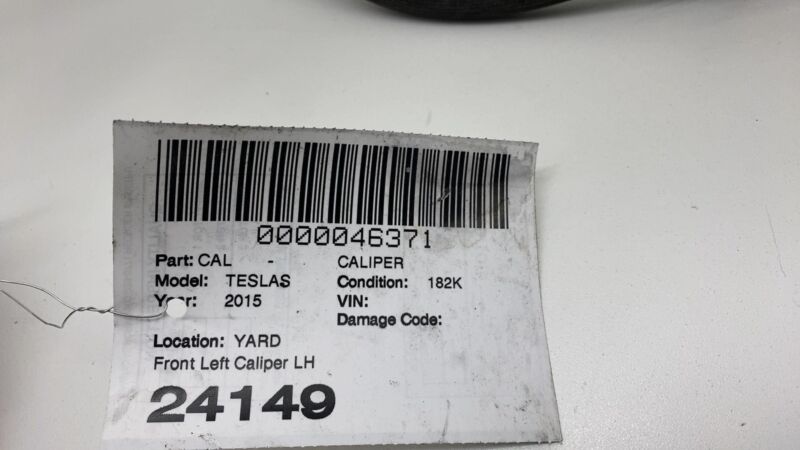 0000046371
Part: CAL - CALIPER
Model: TESLAS Condition: 182K
Year: 2015 VIN:
Damage Code:
Location: YARD
Front Left Caliper LH
24149